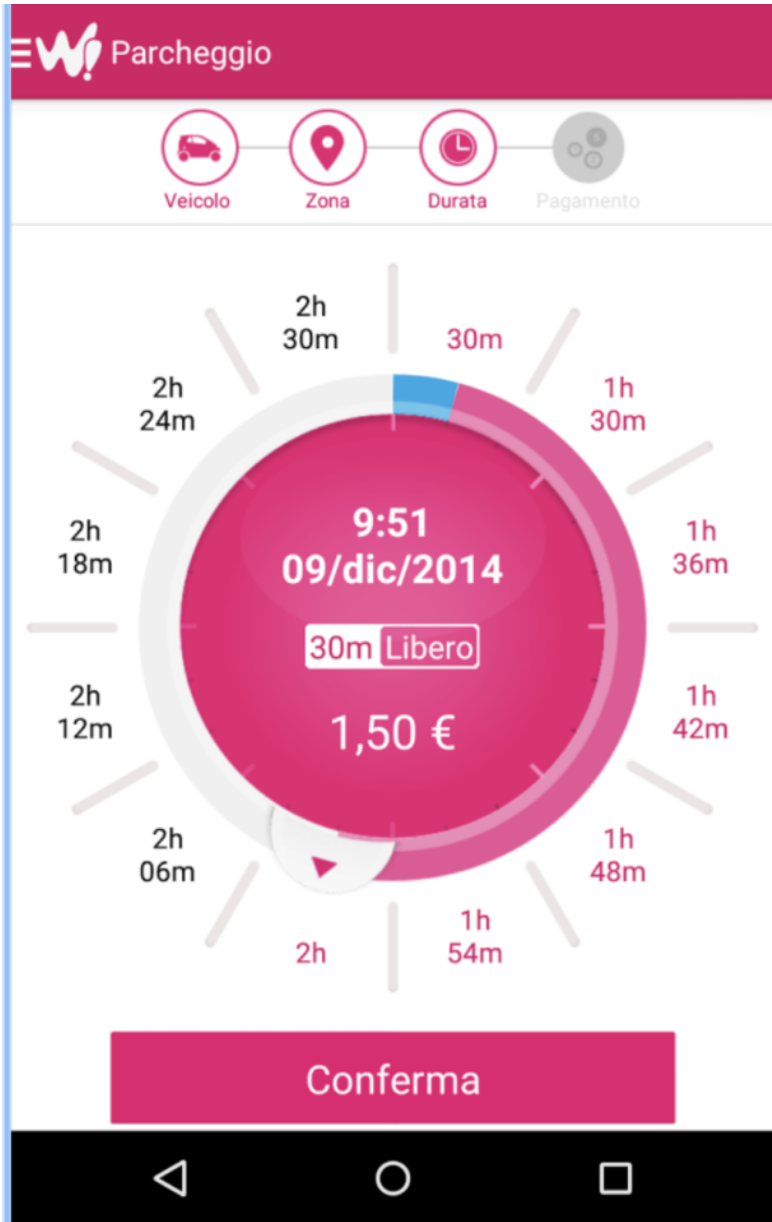 W! Parcheggio
Veicolo
Zona
Durata
Pagamento
2h
30m
30m
2h
24m
1h
30m
2h
18m
1h
36m
9:51
09/dic/2014
30m Libero
1,50 €
2h
12m
1h
42m
2h
06m
1h
48m
2h
1h
54m
Conferma